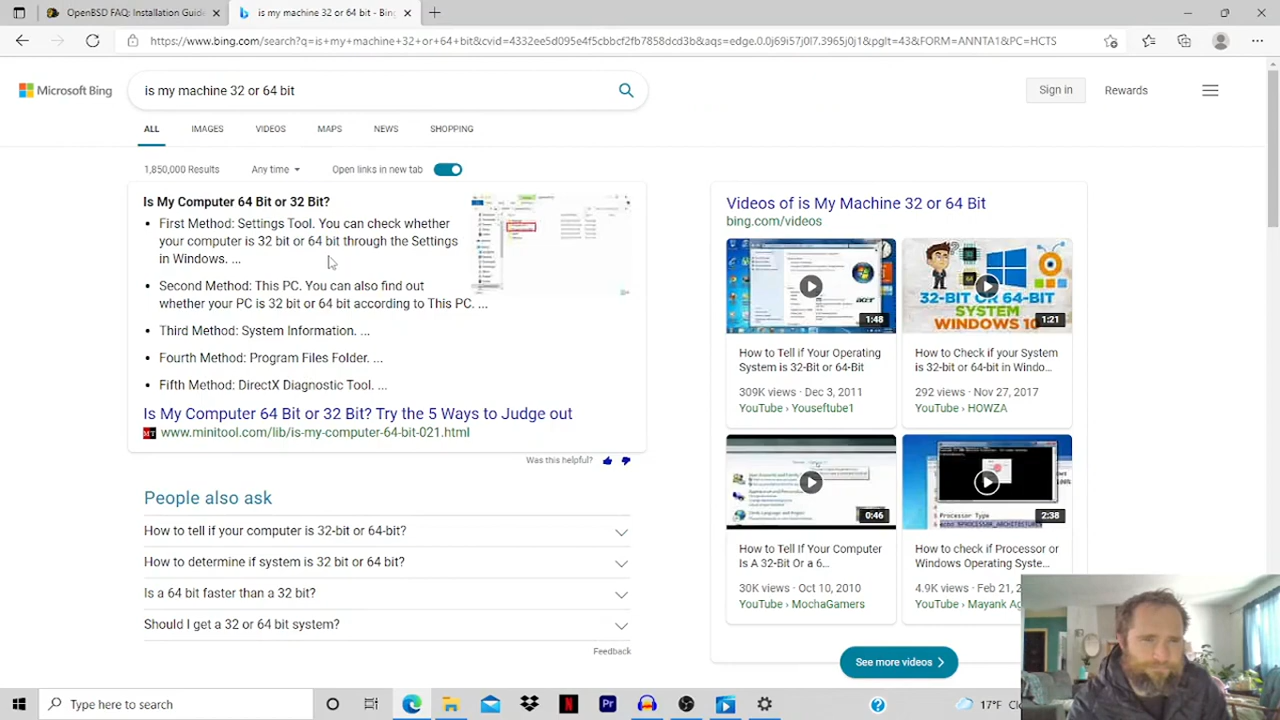 OpenBSD FAQ: Installation Guide
is my machine 32 or 64 bit - Bing
https://www.bing.com/search?q=is+my+machine+32+or+64+bit&cvid=4332ee5d095e4f5cbbcf2fb7858dcd3b&aqs=edge.0.0j69i57j0l7.3965j0j1&pglt=43&FORM=ANNTA1&PC=HCTS
Microsoft Bing
is my machine 32 or 64 bit
Sign in
Rewards
ALL
IMAGES
VIDEOS
MAPS
NEWS
SHOPPING
1,850,000 Results
Any time
Open links in new tab
Is My Computer 64 Bit or 32 Bit?
First Method: Settings Tool. You can check whether
your computer is 32 bit or 64 bit through the Settings
in Windows. ...
Second Method: This PC. You can also find out
whether your PC is 32 bit or 64 bit according to This PC. ...
Third Method: System Information. ...
Fourth Method: Program Files Folder. ...
Fifth Method: DirectX Diagnostic Tool. ...
Is My Computer 64 Bit or 32 Bit? Try the 5 Ways to Judge out
www.minitool.com/lib/is-my-computer-64-bit-021.html
Was this helpful?
People also ask
How to tell if your computer is 32-bit or 64-bit?
How to determine if system is 32 bit or 64 bit?
Is a 64 bit faster than a 32 bit?
Should I get a 32 or 64 bit system?
Feedback
Videos of is My Machine 32 or 64 Bit
bing.com/videos
acer
1:48
32-BIT OR 64-BIT
SYSTEM
WINDOWS 10
1:21
How to Tell if Your Operating
System is 32-Bit or 64-Bit
309K views · Dec 3, 2011
YouTube › Youseftube1
How to Check if your System
is 32-bit or 64-bit in Windo...
292 views · Nov 27, 2017
YouTube › HOWZA
0:46
Processor Type
echo %PROCESSOR_ARCHITECTURE%
2:38
How to Tell If Your Computer
Is A 32-Bit Or a 6...
30K views · Oct 10, 2010
YouTube › MochaGamers
How to check if Processor or
Windows Operating Syste...
4.9K views · Feb 21, 2
YouTube › Mayank Ag
See more videos
Type here to search
Pr
17°F